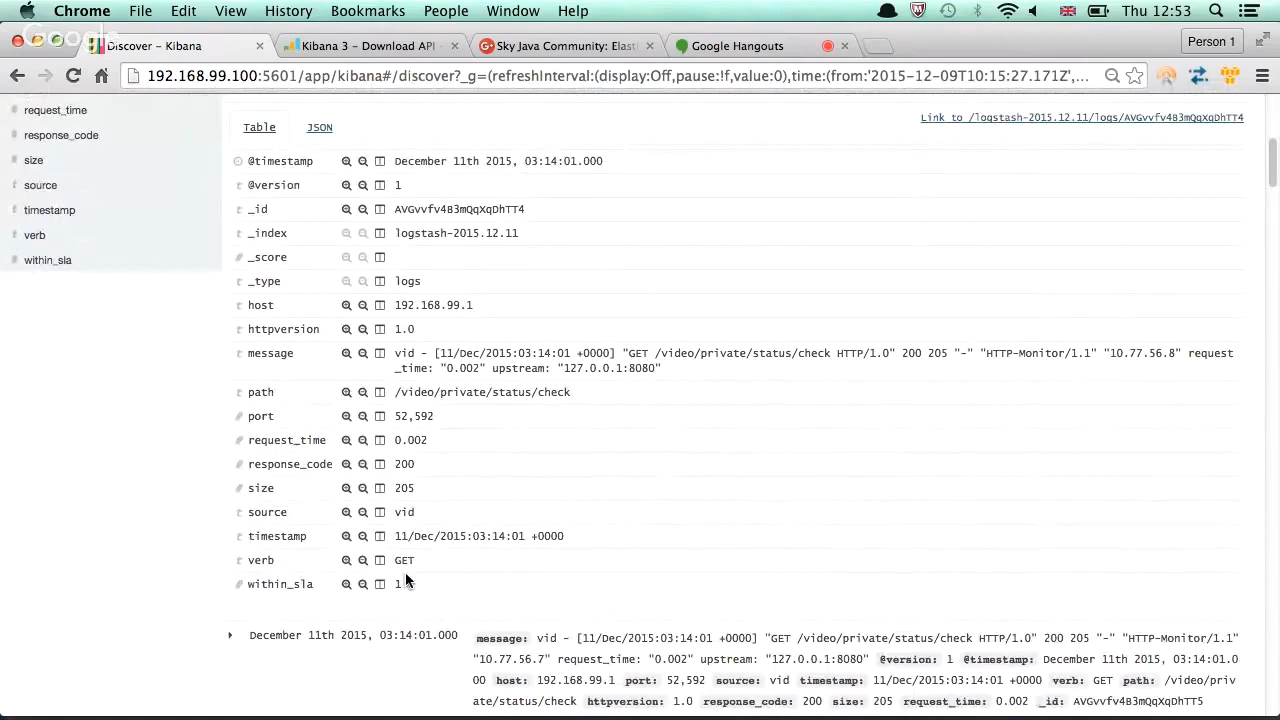 Chrome File Edit View History Bookmarks People Window Help Thu 12:53
Google
Discover – Kibana × Kibana 3 – Download API × Sky Java Community: Elasti × Google Hangouts × Person 1
192.168.99.100:5601/app/kibana#/discover?_g=(refreshInterval:(display:Off,pause:!f,value:0),time:(from:'2015-12-09T10:15:27.171Z',...
request_time
response_code
size
source
timestamp
verb
within_sla
Table JSON Link to /logstash-2015.12.11/logs/AVGvvfv4B3mQqXqDhTT4
@timestamp December 11th 2015, 03:14:01.000
t @version 1
t _id AVGvvfv4B3mQqXqDhTT4
t _index logstash-2015.12.11
# _score
t _type logs
t host 192.168.99.1
t httpversion 1.0
t message vid - [11/Dec/2015:03:14:01 +0000] "GET /video/private/status/check HTTP/1.0" 200 205 "-" "HTTP-Monitor/1.1" "10.77.56.8" request
_time: "0.002" upstream: "127.0.0.1:8080"
t path /video/private/status/check
# port 52,592
# request_time 0.002
# response_code 200
# size 205
t source vid
t timestamp 11/Dec/2015:03:14:01 +0000
t verb GET
# within_sla 1
December 11th 2015, 03:14:01.000 message: vid - [11/Dec/2015:03:14:01 +0000] "GET /video/private/status/check HTTP/1.0" 200 205 "-" "HTTP-Monitor/1.1"
"10.77.56.7" request_time: "0.002" upstream: "127.0.0.1:8080" @version: 1 @timestamp: December 11th 2015, 03:14:01.0
00 host: 192.168.99.1 port: 52,592 source: vid timestamp: 11/Dec/2015:03:14:01 +0000 verb: GET path: /video/priv
ate/status/check httpversion: 1.0 response_code: 200 size: 205 request_time: 0.002 _id: AVGvvfv4B3mQqXqDhTT5